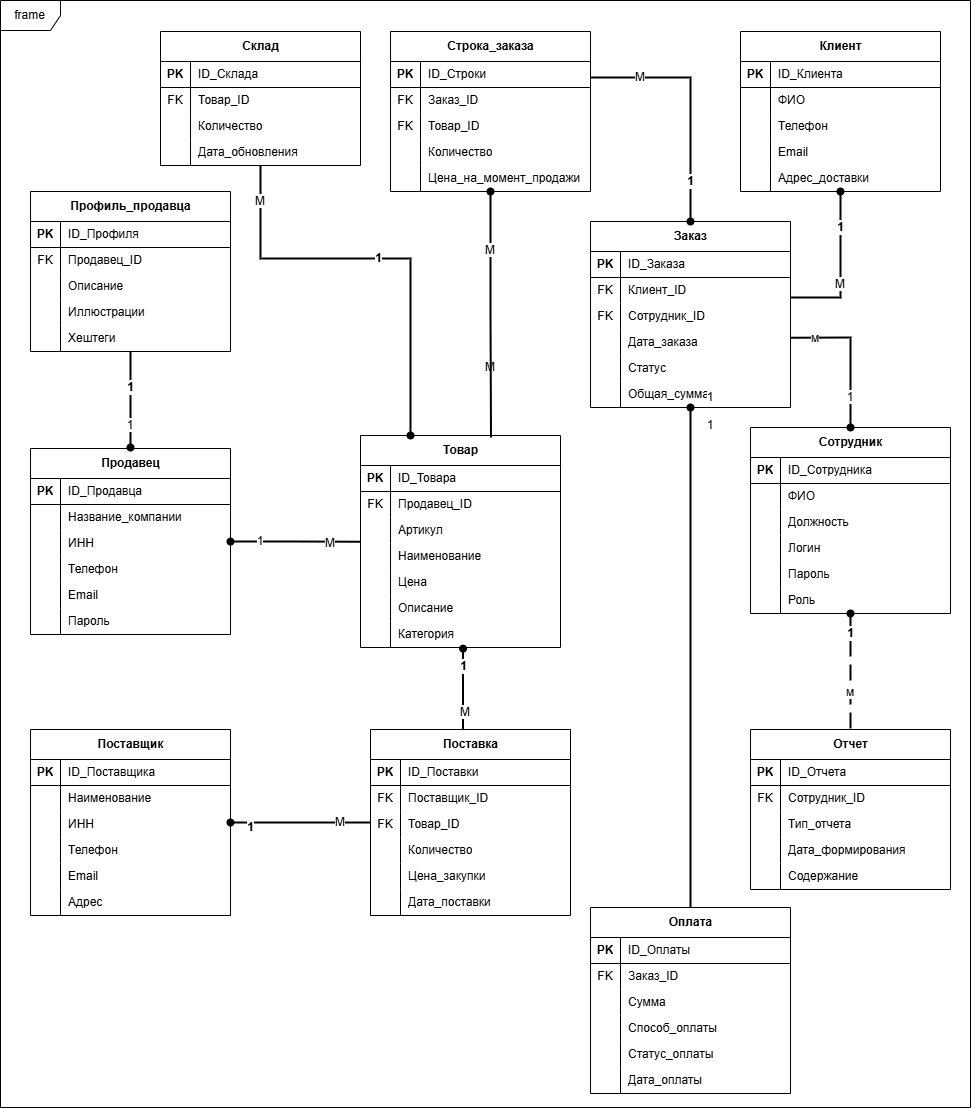 frame
Склад
PK ID_Склада
FK Товар_ID
Количество
Дата_обновления
M
1
Строка_заказа
PK ID_Строки
FK Заказ_ID
FK Товар_ID
Количество
Цена_на_момент_продажи
M
1
M
M
Клиент
PK ID_Клиента
ФИО
Телефон
Email
Адрес_доставки
1
M
Профиль_продавца
PK ID_Профиля
FK Продавец_ID
Описание
Иллюстрации
Хештеги
1
1
Заказ
PK ID_Заказа
FK Клиент_ID
FK Сотрудник_ID
Дата_заказа
Статус
Общая_сумма
1
1
м
1
Продавец
PK ID_Продавца
Название_компании
ИНН
Телефон
Email
Пароль
1
M
Товар
PK ID_Товара
FK Продавец_ID
Артикул
Наименование
Цена
Описание
Категория
1
M
Сотрудник
PK ID_Сотрудника
ФИО
Должность
Логин
Пароль
Роль
1
м
Поставщик
PK ID_Поставщика
Наименование
ИНН
Телефон
Email
Адрес
1
M
Поставка
PK ID_Поставки
FK Поставщик_ID
FK Товар_ID
Количество
Цена_закупки
Дата_поставки
Отчет
PK ID_Отчета
FK Сотрудник_ID
Тип_отчета
Дата_формирования
Содержание
Оплата
PK ID_Оплаты
FK Заказ_ID
Сумма
Способ_оплаты
Статус_оплаты
Дата_оплаты